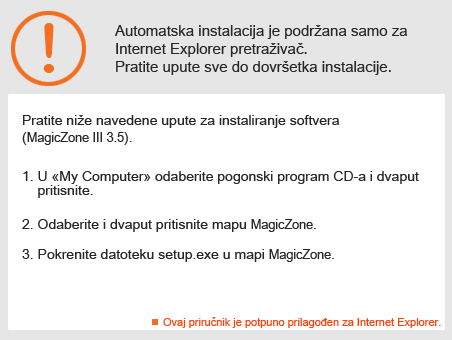 Automatska instalacija je podržana samo za
Internet Explorer pretraživač.
Pratite upute sve do dovršetka instalacije.
Pratite niže navedene upute za instaliranje softvera
(MagicZone III 3.5).
1. U «My Computer» odaberite pogonski program CD-a i dvaput
pritisnite.
2. Odaberite i dvaput pritisnite mapu MagicZone.
3. Pokrenite datoteku setup.exe u mapi MagicZone.
Ovaj priručnik je potpuno prilagođen za Internet Explorer.